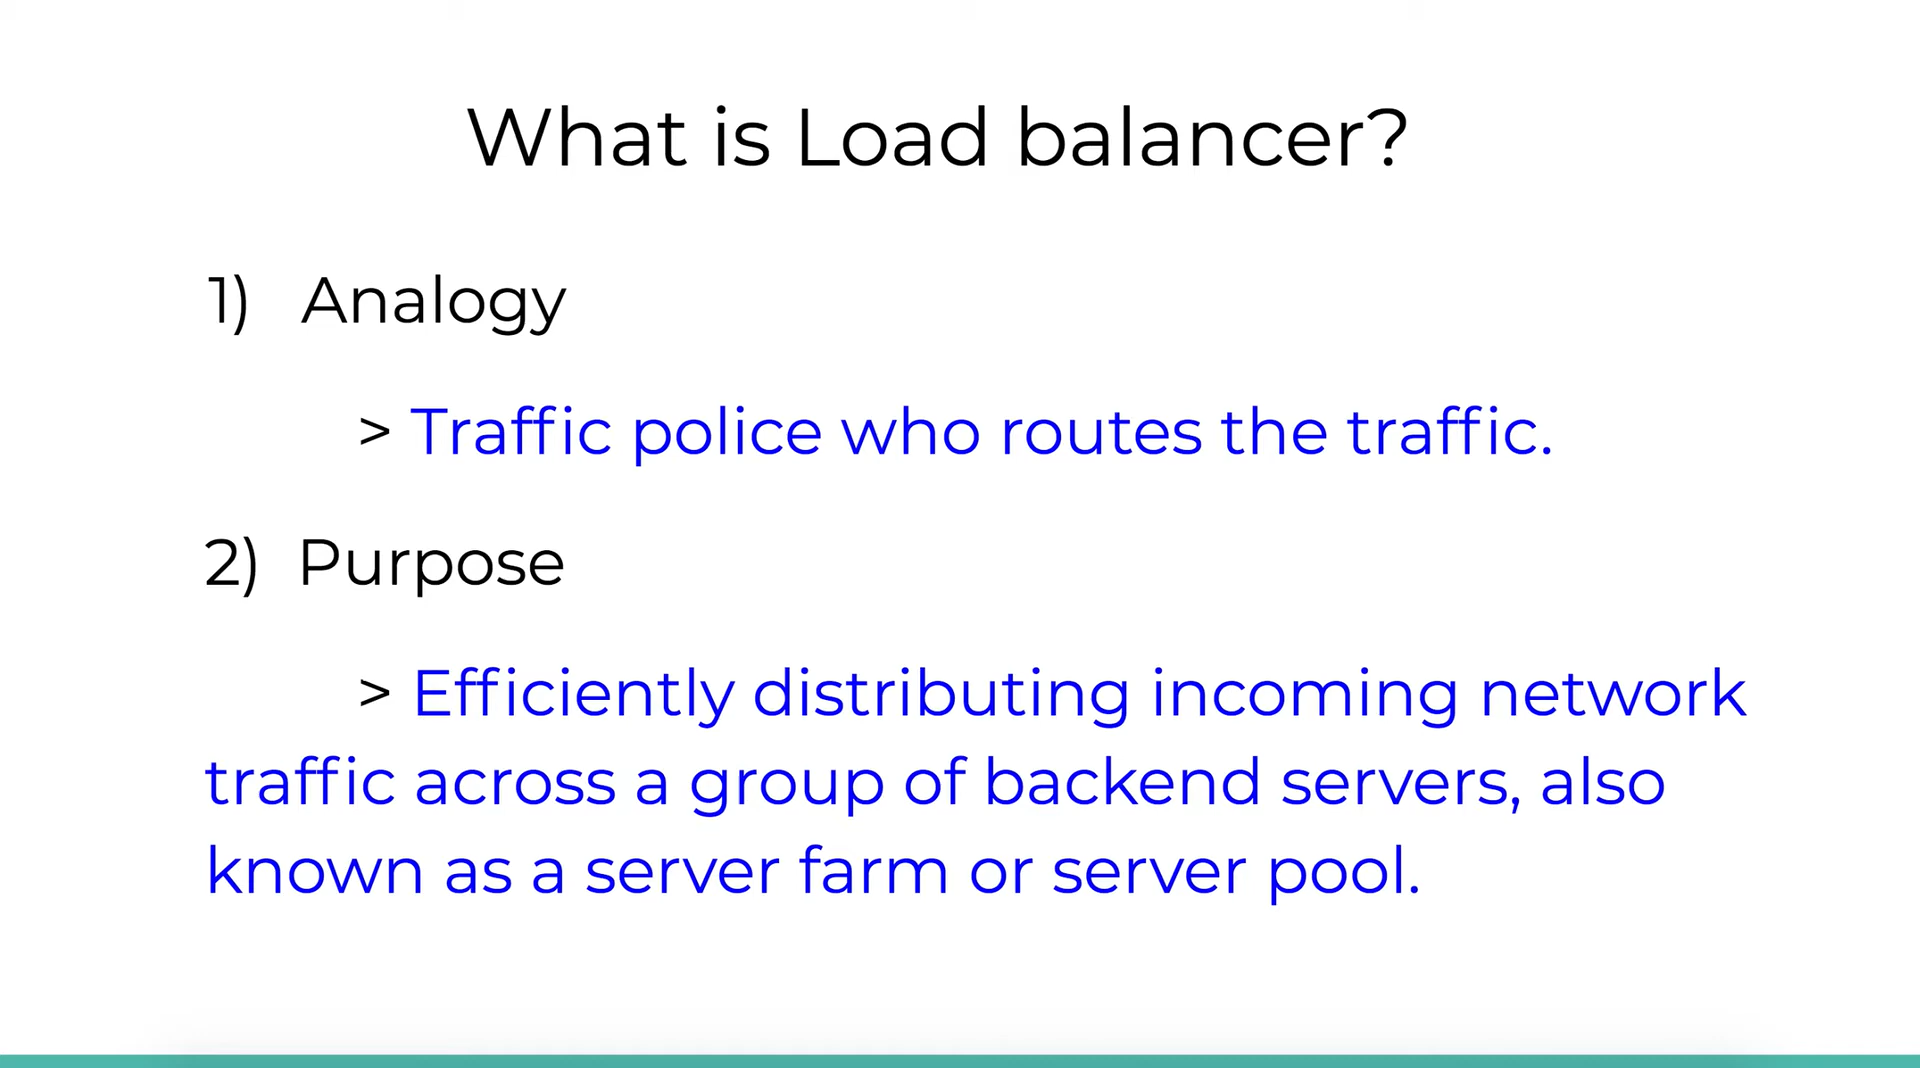 What is Load balancer?
1) Analogy
> Traffic police who routes the traffic.
2) Purpose
> Efficiently distributing incoming network
traffic across a group of backend servers, also
known as a server farm or server pool.